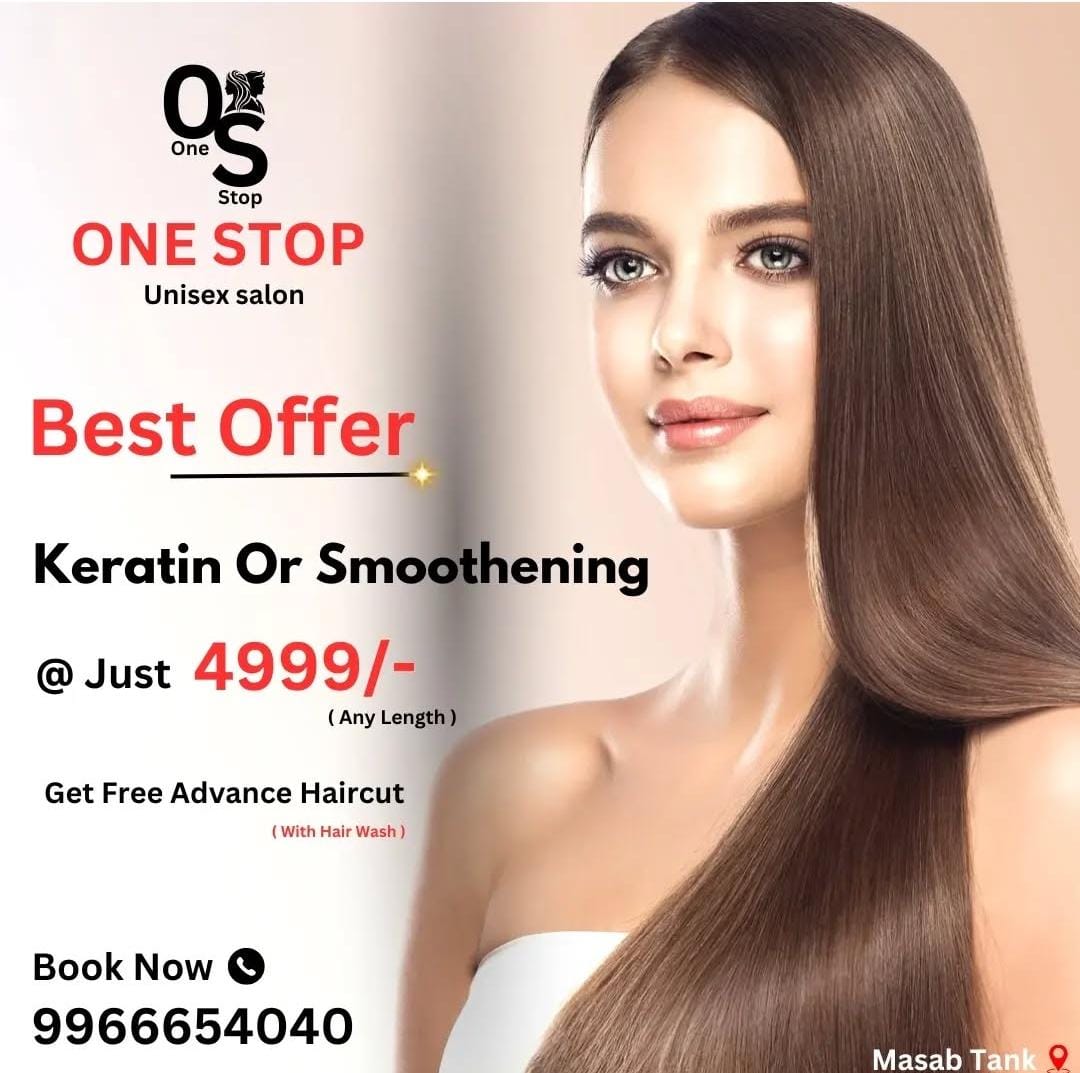 OS
One
Stop
ONE STOP
Unisex salon
Best Offer
Keratin Or Smoothening
@ Just 4999/-
( Any Length )
Get Free Advance Haircut
( With Hair Wash )
Book Now
9966654040
Masab Tank